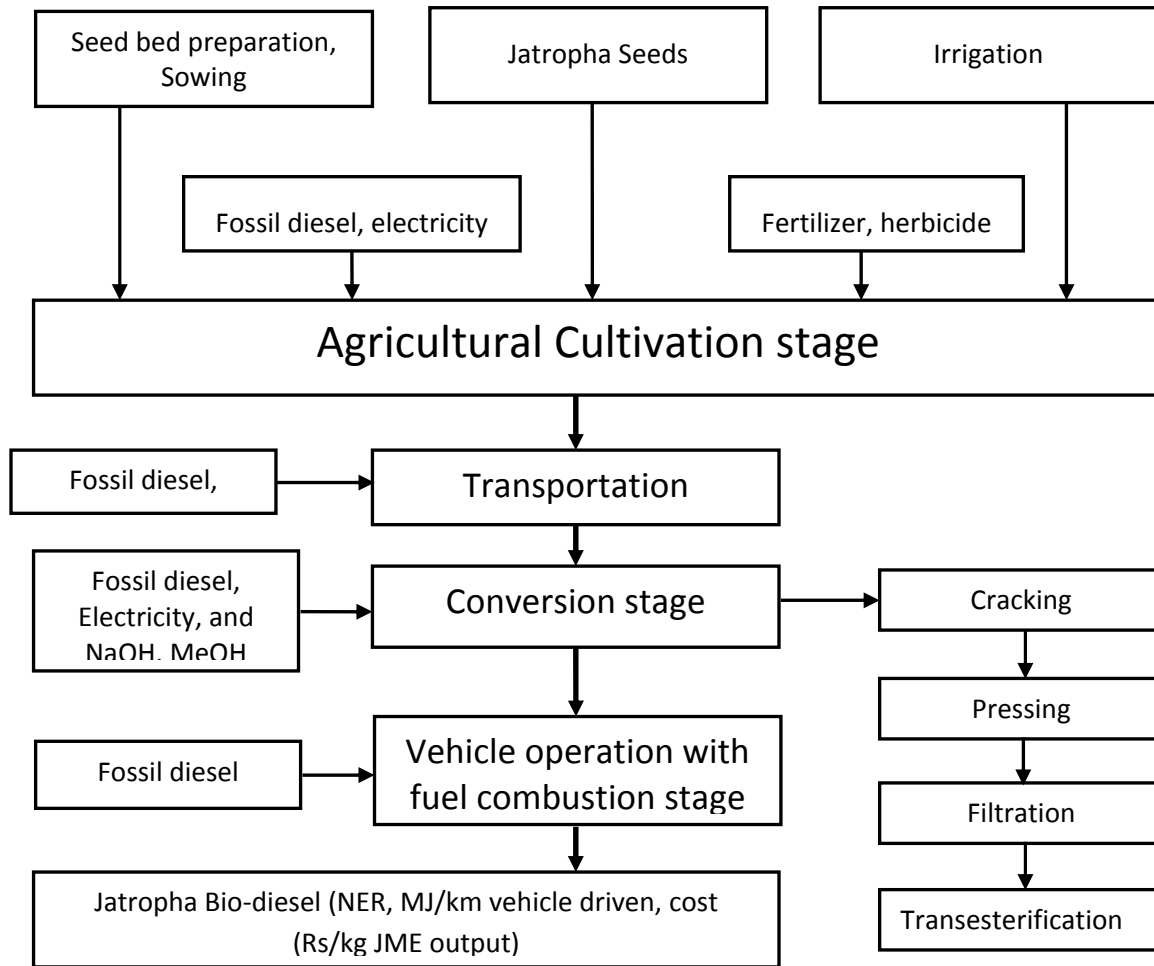 Seed bed preparation,
Sowing
Jatropha Seeds
Irrigation
Fossil diesel, electricity
Fertilizer, herbicide
Agricultural Cultivation stage
Fossil diesel,
Transportation
Fossil diesel,
Electricity, and
NaOH, MeOH
Conversion stage
Cracking
Pressing
Fossil diesel
Vehicle operation with
fuel combustion stage
Filtration
Jatropha Bio-diesel (NER, MJ/km vehicle driven, cost
(Rs/kg JME output)
Transesterification